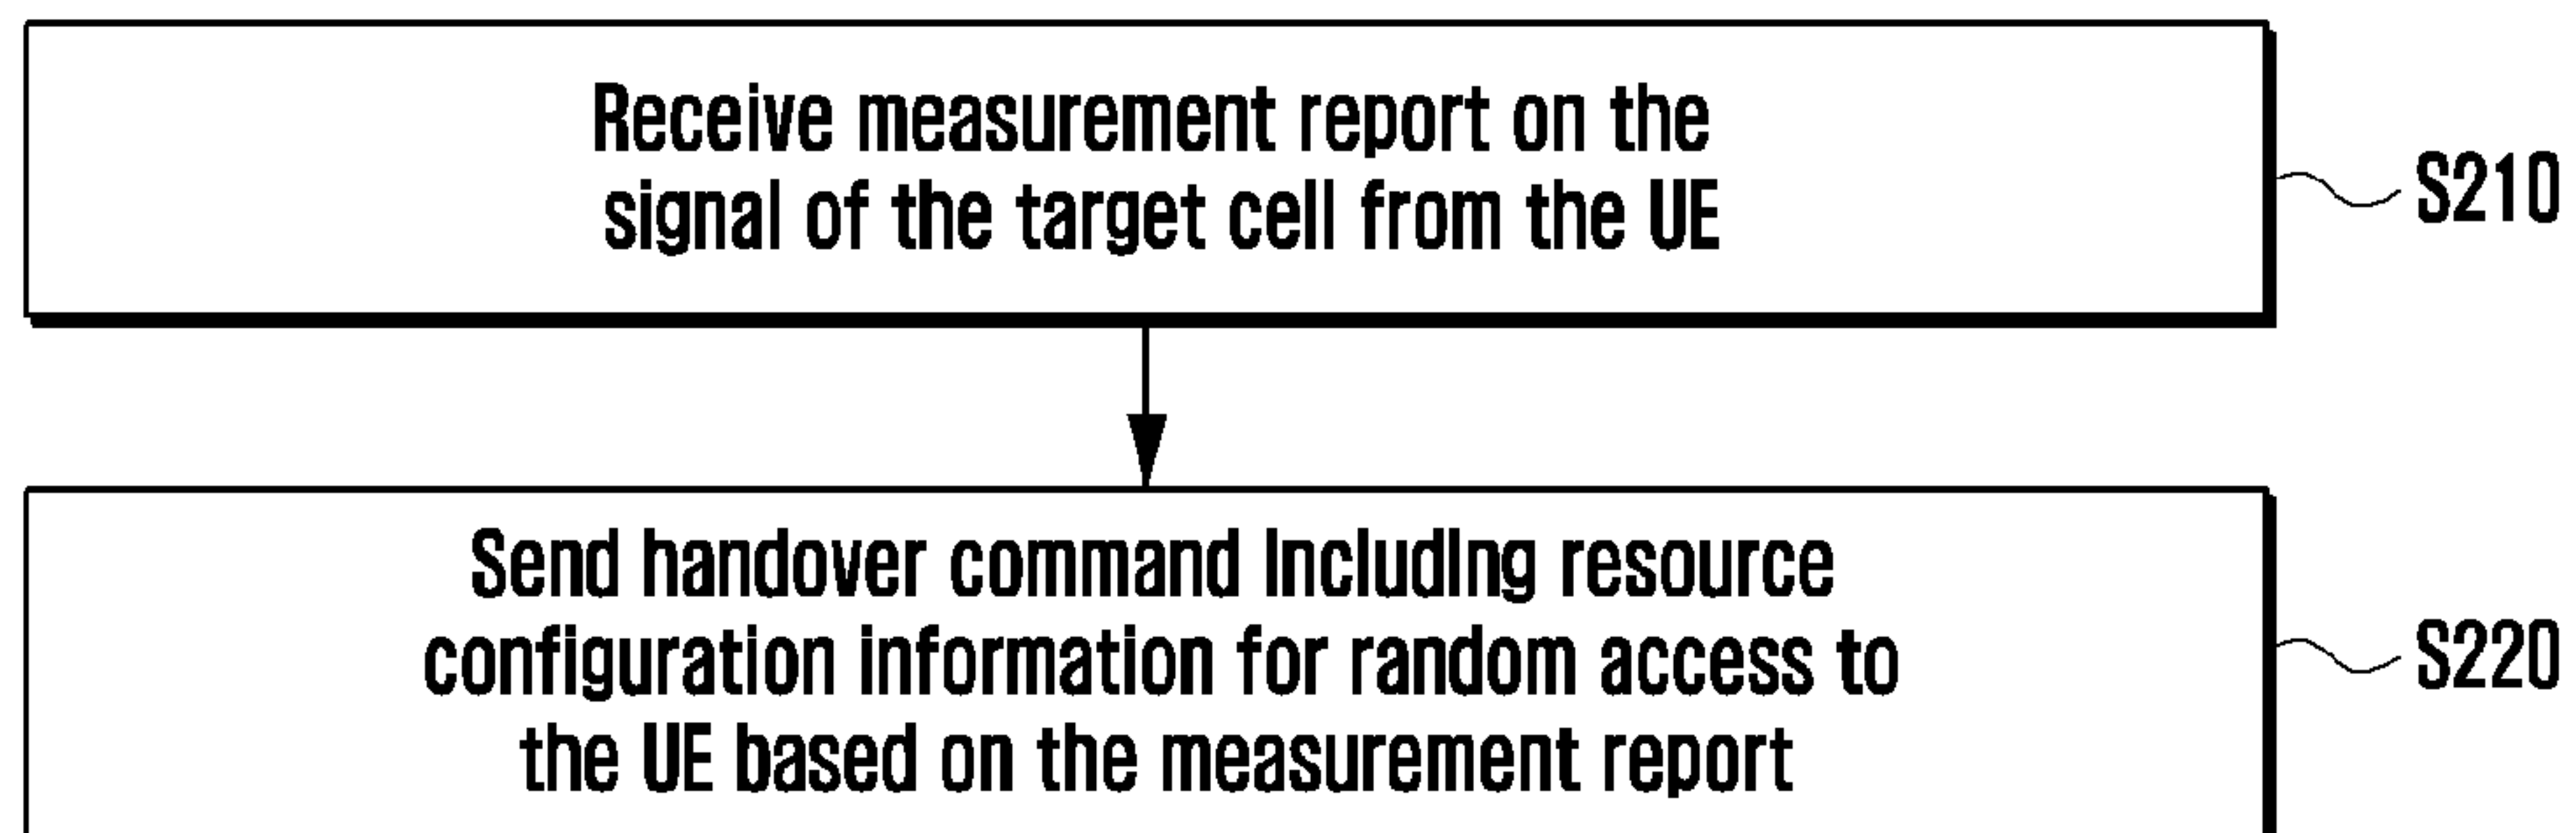 Receive measurement report on the
signal of the target cell from the UE
S210
Send handover command including resource
configuration information for random access to
the UE based on the measurement report
S220